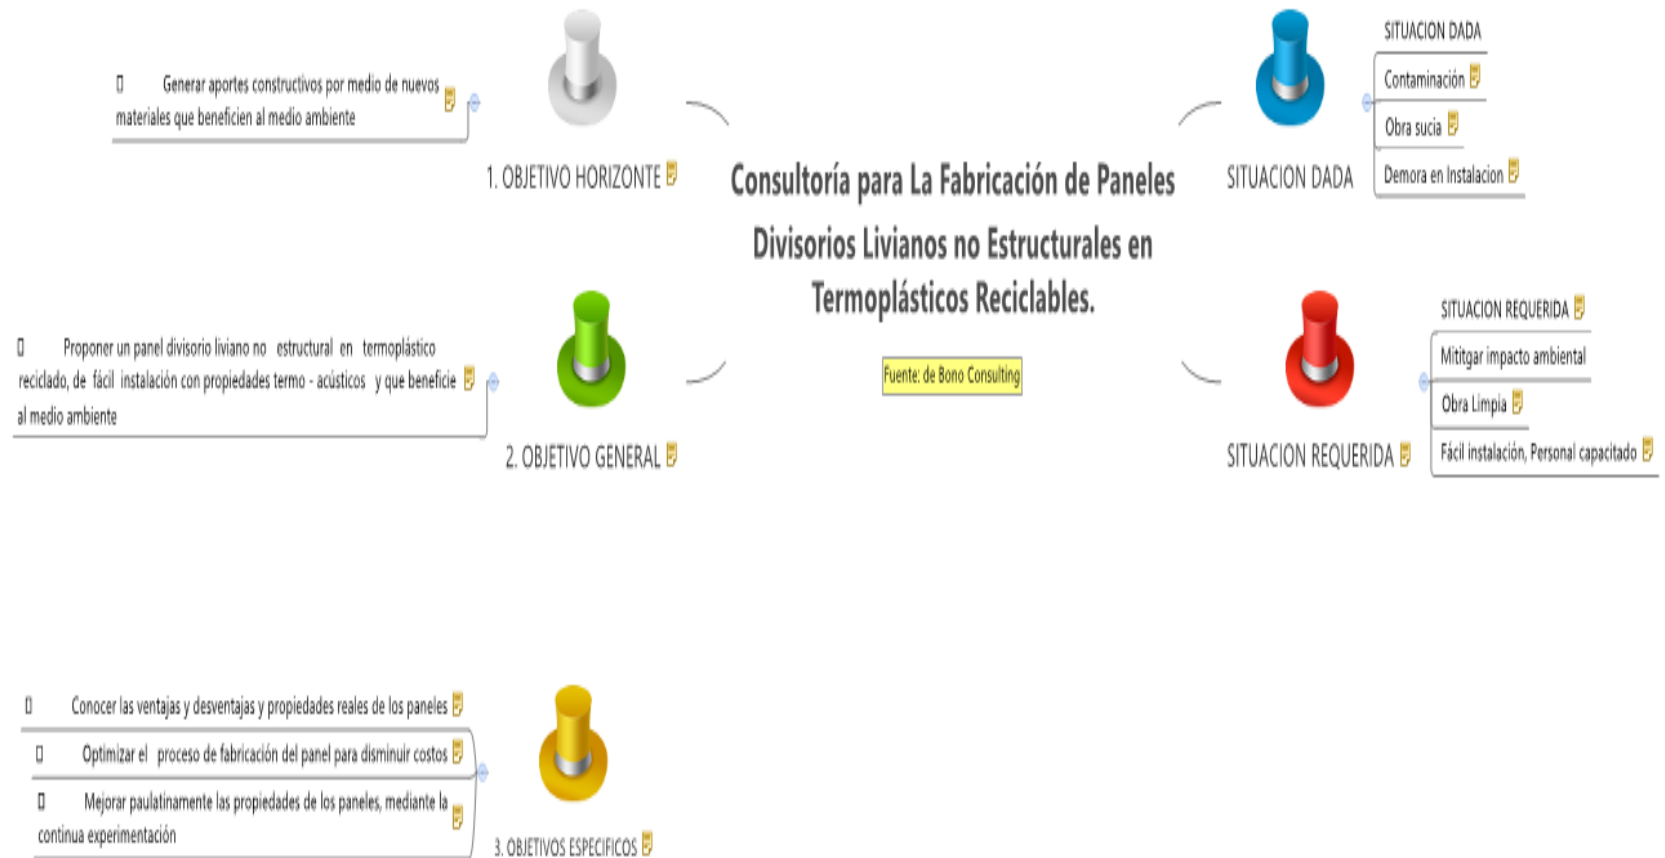 Generar aportes constructivos por medio de nuevos
materiales que beneficien al medio ambiente
1. OBJETIVO HORIZONTE
Proponer un panel divisorio liviano no estructural en termoplástico
reciclado, de fácil instalación con propiedades termo - acústicos y que beneficie
al medio ambiente
2. OBJETIVO GENERAL
Conocer las ventajas y desventajas y propiedades reales de los paneles
Optimizar el proceso de fabricación del panel para disminuir costos
Mejorar paulatinamente las propiedades de los paneles, mediante la
continua experimentación
3. OBJETIVOS ESPECIFICOS
Consultoría para La Fabricación de Paneles
Divisorios Livianos no Estructurales en
Termoplásticos Reciclables.
Fuente: de Bono Consulting
SITUACION DADA
SITUACION DADA
Contaminación
Obra sucia
Demora en Instalacion
SITUACION REQUERIDA
SITUACION REQUERIDA
Mititgar impacto ambiental
Obra Limpia
Fácil instalación, Personal capacitado